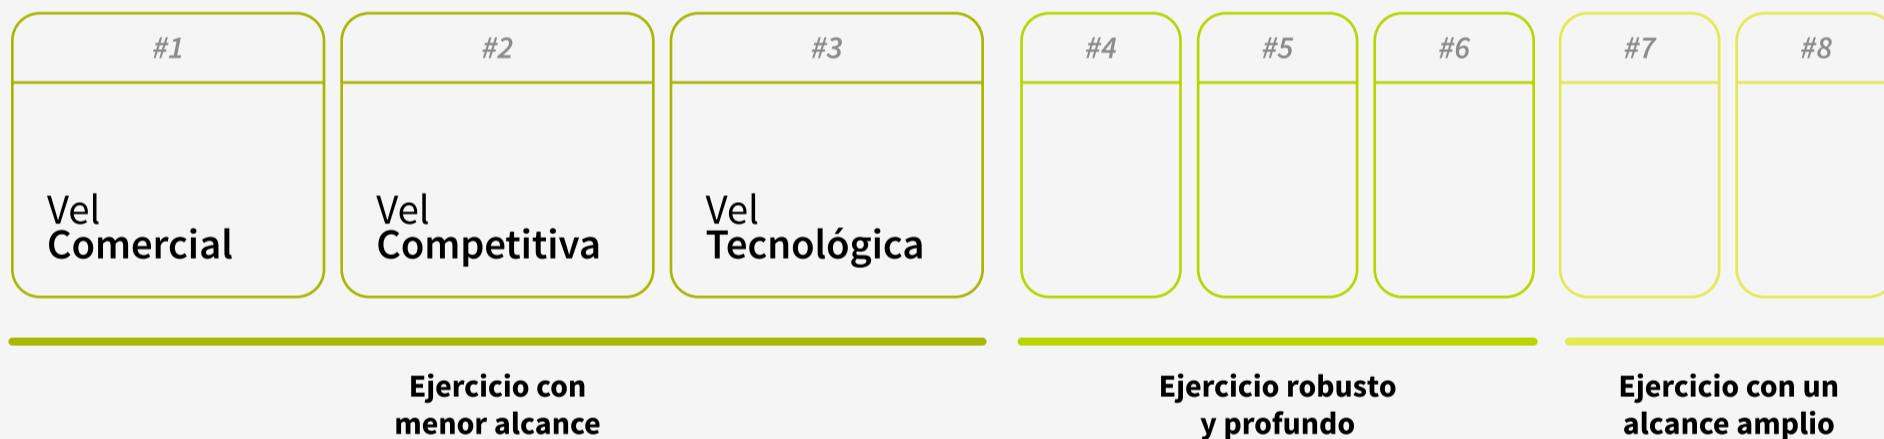 #1
#2
#3
#4
#5
#6
#7
#8
Vel
Comercial
Vel
Competitiva
Vel
Tecnológica
Ejercicio con
menor alcance
Ejercicio robusto
y profundo
Ejercicio con un
alcance amplio